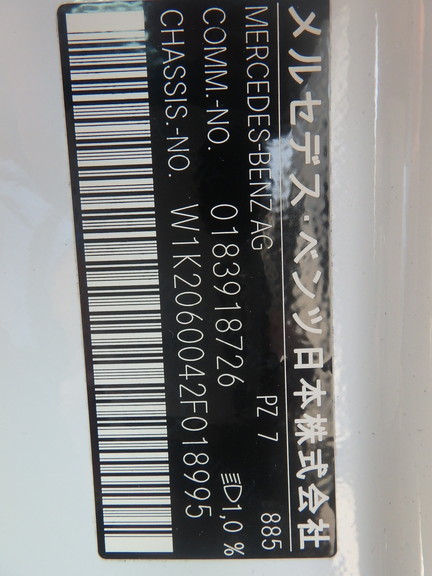 メルセデス・ベンツ日本株式会社
MERCEDES-BENZ AG PZ 7 885
COMM.-NO. 0183918726 1,0 %
CHASSIS.-NO. W1K2060042F018995